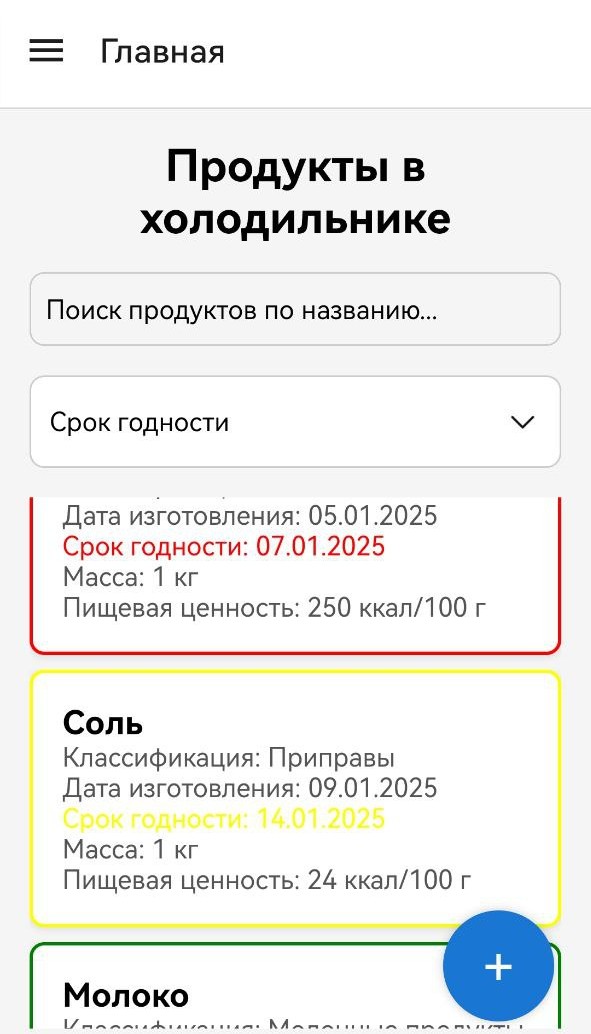 Главная
Продукты в
холодильнике
Поиск продуктов по названию...
Срок годности
Дата изготовления: 05.01.2025
Срок годности: 07.01.2025
Масса: 1 кг
Пищевая ценность: 250 ккал/100 г
Соль
Классификация: Приправы
Дата изготовления: 09.01.2025
Срок годности: 14.01.2025
Масса: 1 кг
Пищевая ценность: 24 ккал/100 г
+
Молоко
Классификация: Молочные продукты